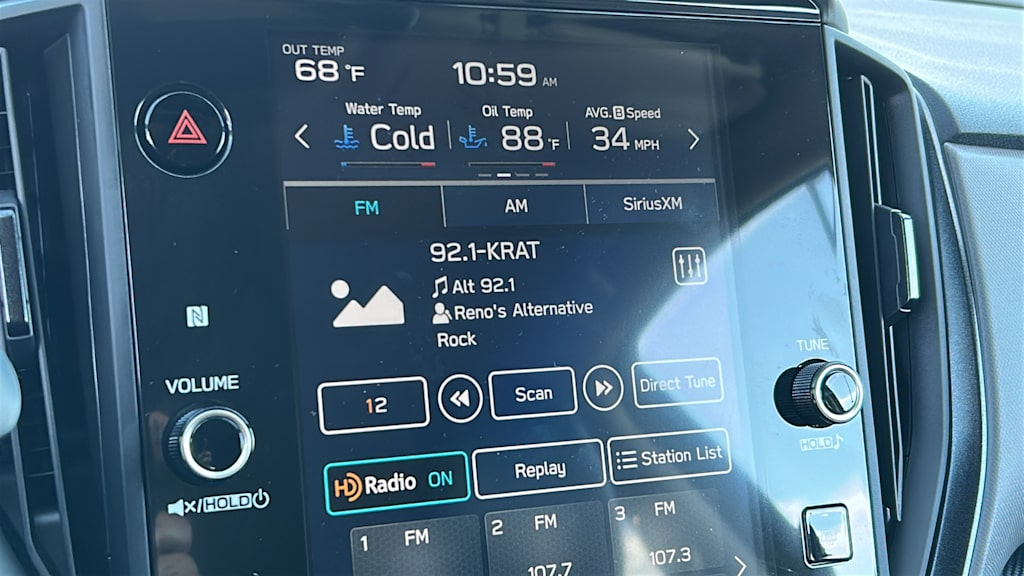 OUT TEMP
68 °F
10:59 AM
Water Temp
Cold
Oil Temp
88 °F
AVG. B Speed
34 MPH
FM
AM
SiriusXM
92.1-KRAT
Alt 92.1
Reno's Alternative
Rock
12
Scan
Direct Tune
HD Radio ON
Replay
Station List
1 FM
2 FM
107.7
3 FM
107.3
N
VOLUME
/HOLD
TUNE
HOLD